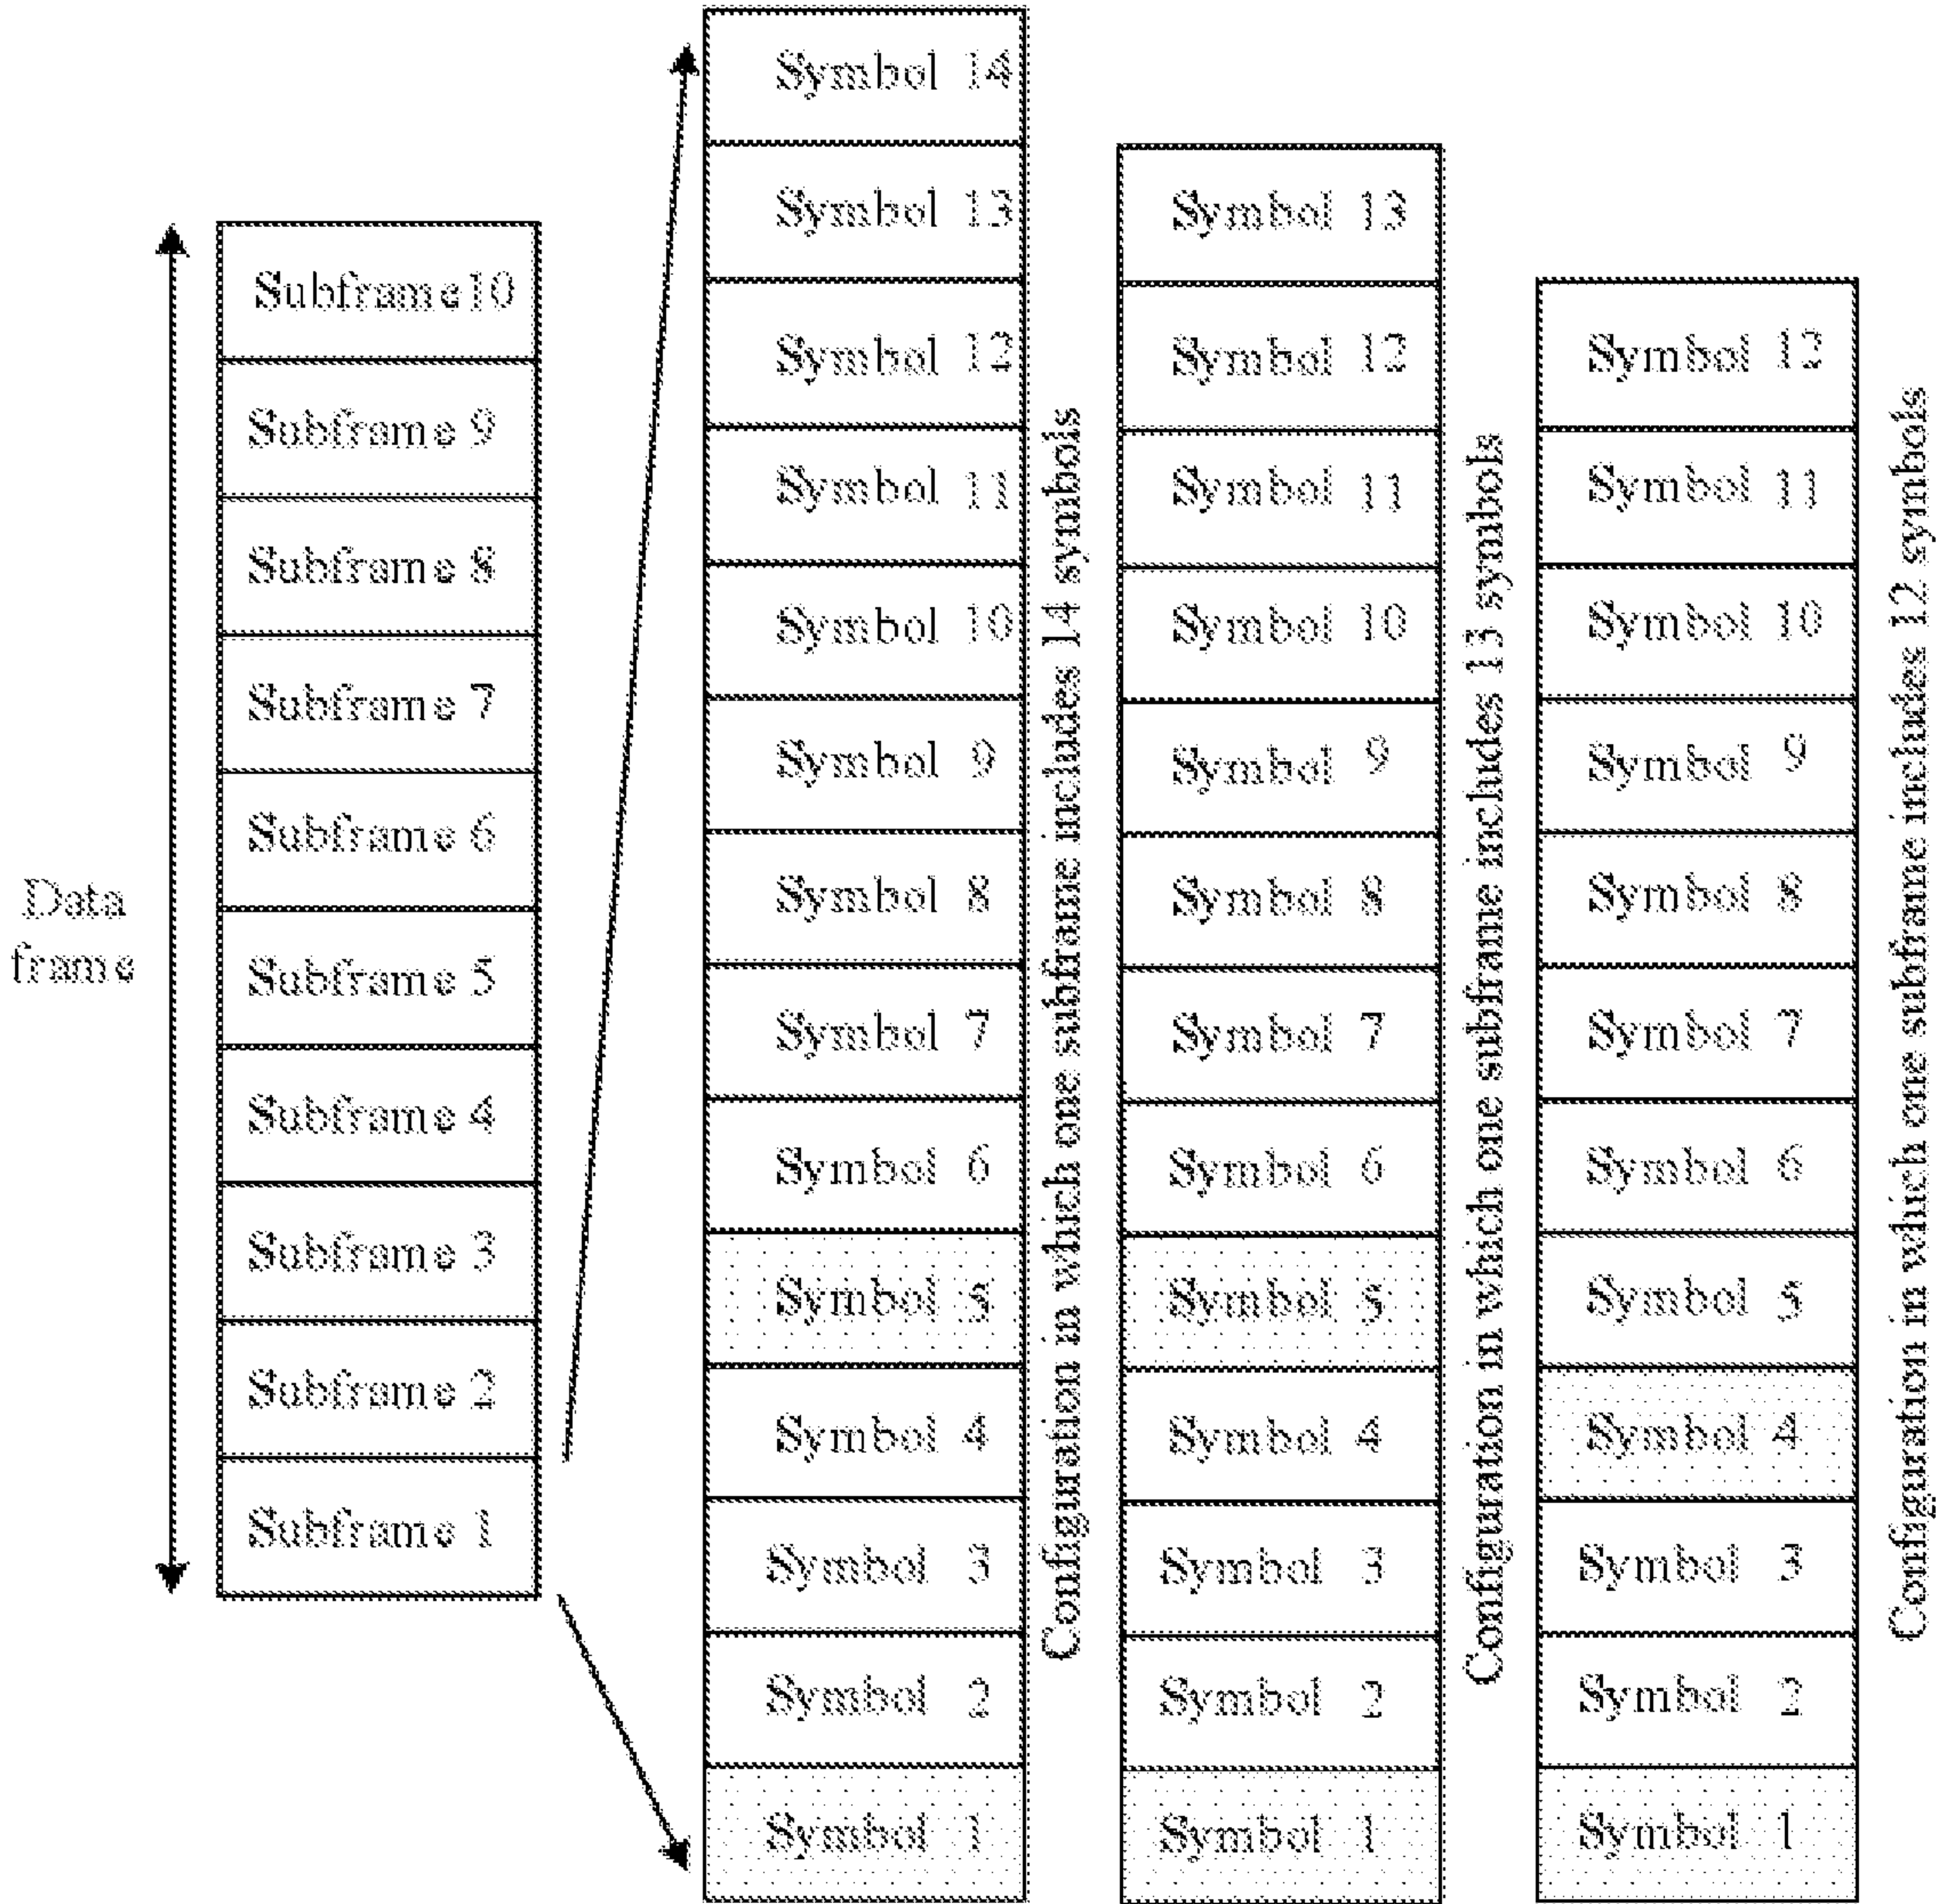 Data
frame
Subframe 10
Subframe 9
Subframe 8
Subframe 7
Subframe 6
Subframe 5
Subframe 4
Subframe 3
Subframe 2
Subframe 1
Symbol 14
Symbol 13
Symbol 12
Symbol 11
Symbol 10
Symbol 9
Symbol 8
Symbol 7
Symbol 6
Symbol 5
Symbol 4
Symbol 3
Symbol 2
Symbol 1
Configuration in which one subframe includes 14 symbols
Symbol 13
Symbol 12
Symbol 11
Symbol 10
Symbol 9
Symbol 8
Symbol 7
Symbol 6
Symbol 5
Symbol 4
Symbol 3
Symbol 2
Symbol 1
Configuration in which one subframe includes 13 symbols
Symbol 12
Symbol 11
Symbol 10
Symbol 9
Symbol 8
Symbol 7
Symbol 6
Symbol 5
Symbol 4
Symbol 3
Symbol 2
Symbol 1
Configuration in which one subframe includes 12 symbols